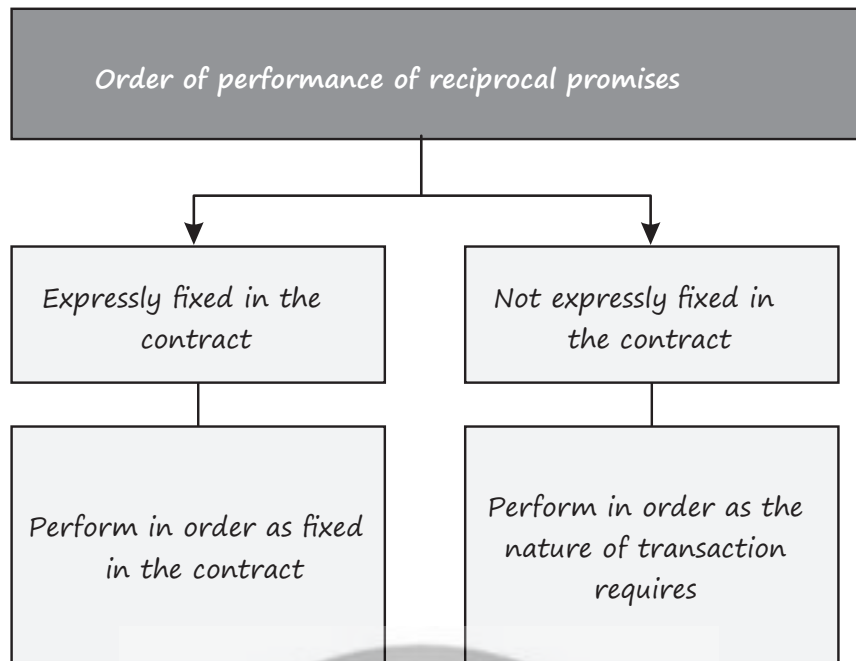 Order of performance of reciprocal promises
Expressly fixed in the
contract
Not expressly fixed in
the contract
Perform in order as fixed
in the contract
Perform in order as the
nature of transaction
requires